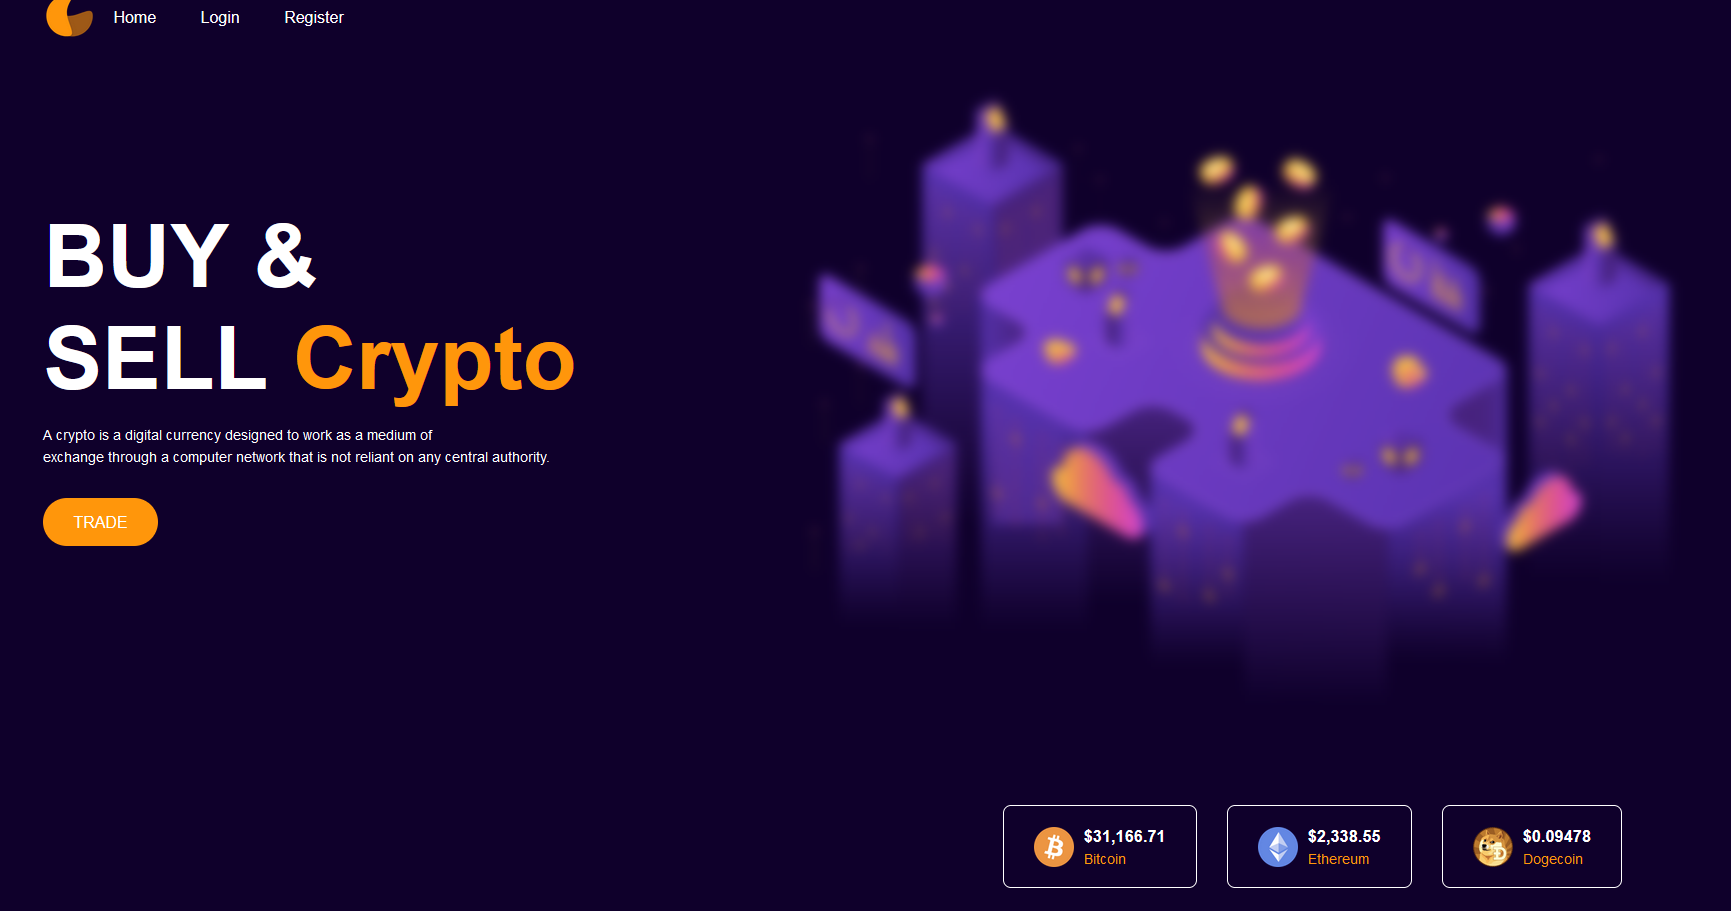 Home Login Register
BUY &
SELL Crypto
A crypto is a digital currency designed to work as a medium of
exchange through a computer network that is not reliant on any central authority.
TRADE
$31,166.71
Bitcoin
$2,338.55
Ethereum
$0.09478
Dogecoin